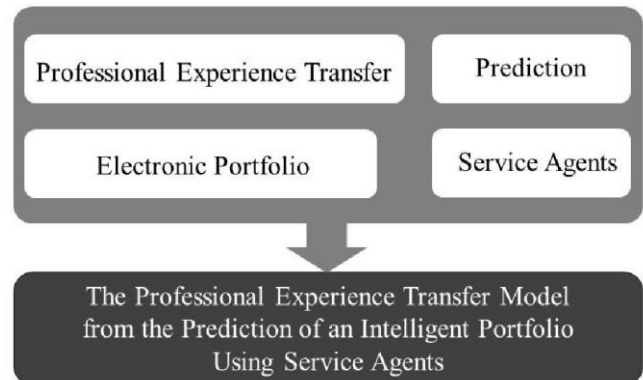 Professional Experience Transfer
Prediction
Electronic Portfolio
Service Agents
The Professional Experience Transfer Model
from the Prediction of an Intelligent Portfolio
Using Service Agents